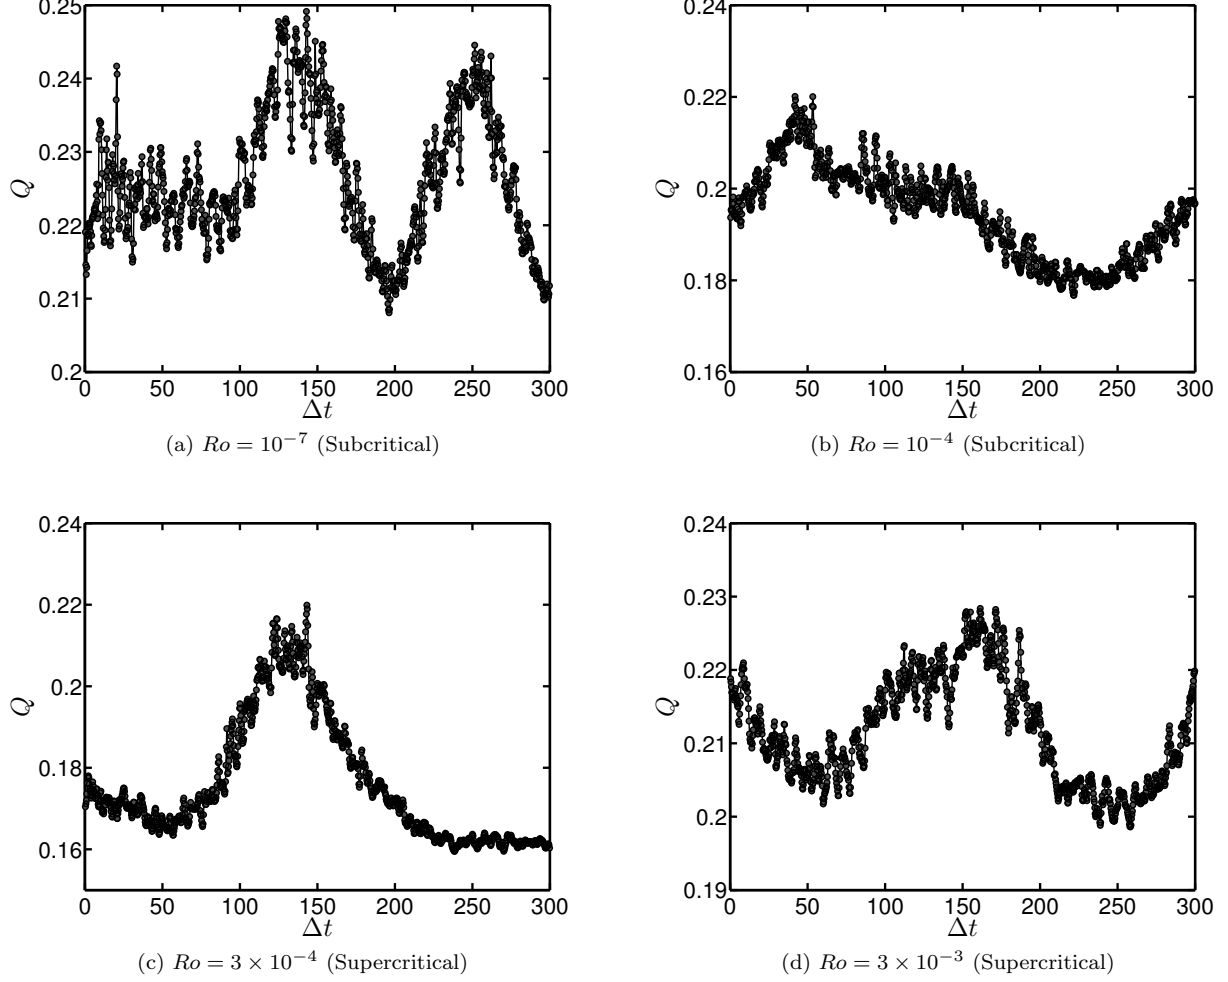 0.25
0.24
0.23
0.22
0.21
0.2
Q
0 50 100 150 200 250 300
Δt
(a) Ro = 10⁻⁷ (Subcritical)
0.24
0.22
0.2
0.18
0.16
Q
0 50 100 150 200 250 300
Δt
(b) Ro = 10⁻⁴ (Subcritical)
0.24
0.22
0.2
0.18
0.16
Q
0 50 100 150 200 250 300
Δt
(c) Ro = 3 × 10⁻⁴ (Supercritical)
0.24
0.23
0.22
0.21
0.2
0.19
Q
0 50 100 150 200 250 300
Δt
(d) Ro = 3 × 10⁻³ (Supercritical)